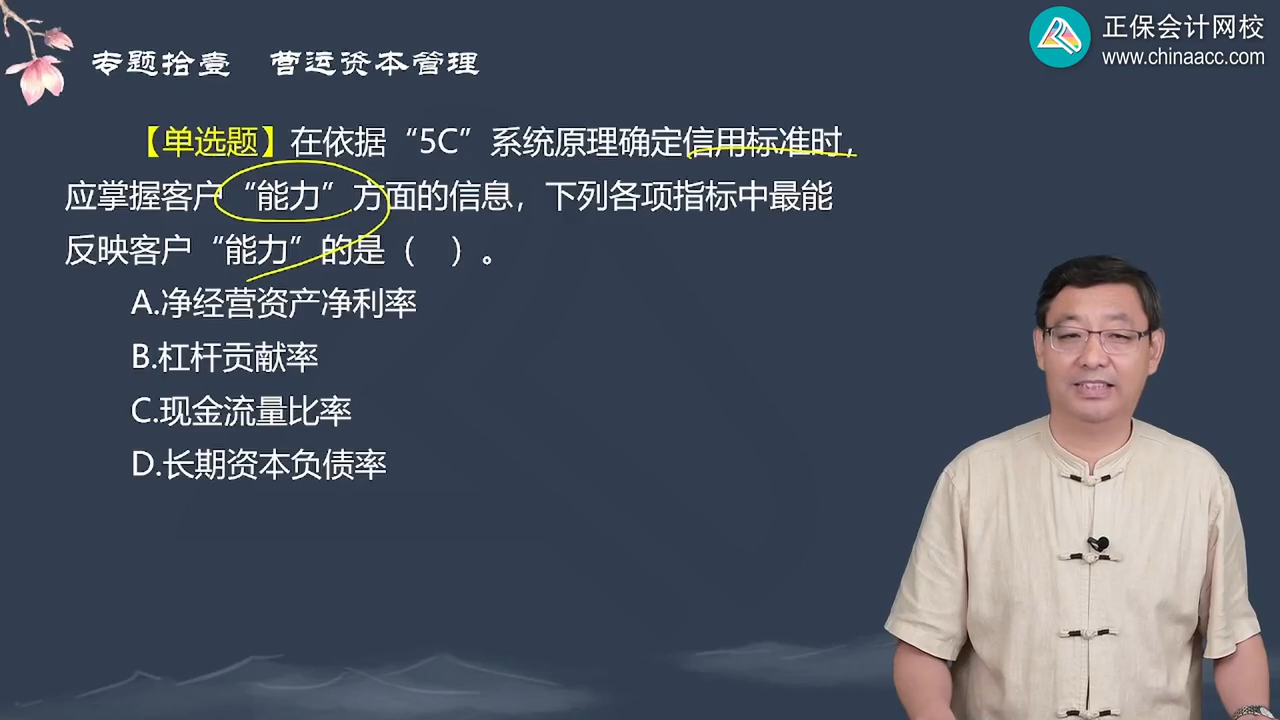 专题拾壹 营运资本管理
正保会计网校
www.chinaacc.com
【单选题】在依据“5C”系统原理确定信用标准时，
应掌握客户“能力”方面的信息，下列各项指标中最能
反映客户“能力”的是（ ）。
A.净经营资产净利率
B.杠杆贡献率
C.现金流量比率
D.长期资本负债率